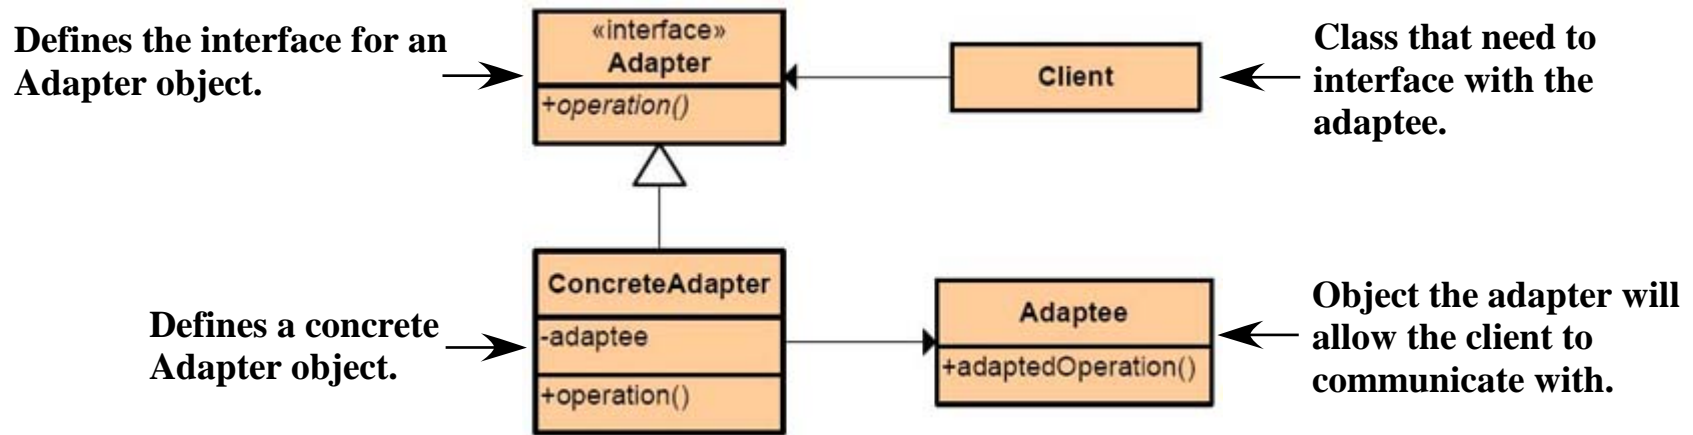 Defines the interface for an
Adapter object.
«interface»
Adapter
+operation()
Client
Class that need to
interface with the
adaptee.
Defines a concrete
Adapter object.
ConcreteAdapter
-adaptee
+operation()
Adaptee
+adaptedOperation()
Object the adapter will
allow the client to
communicate with.